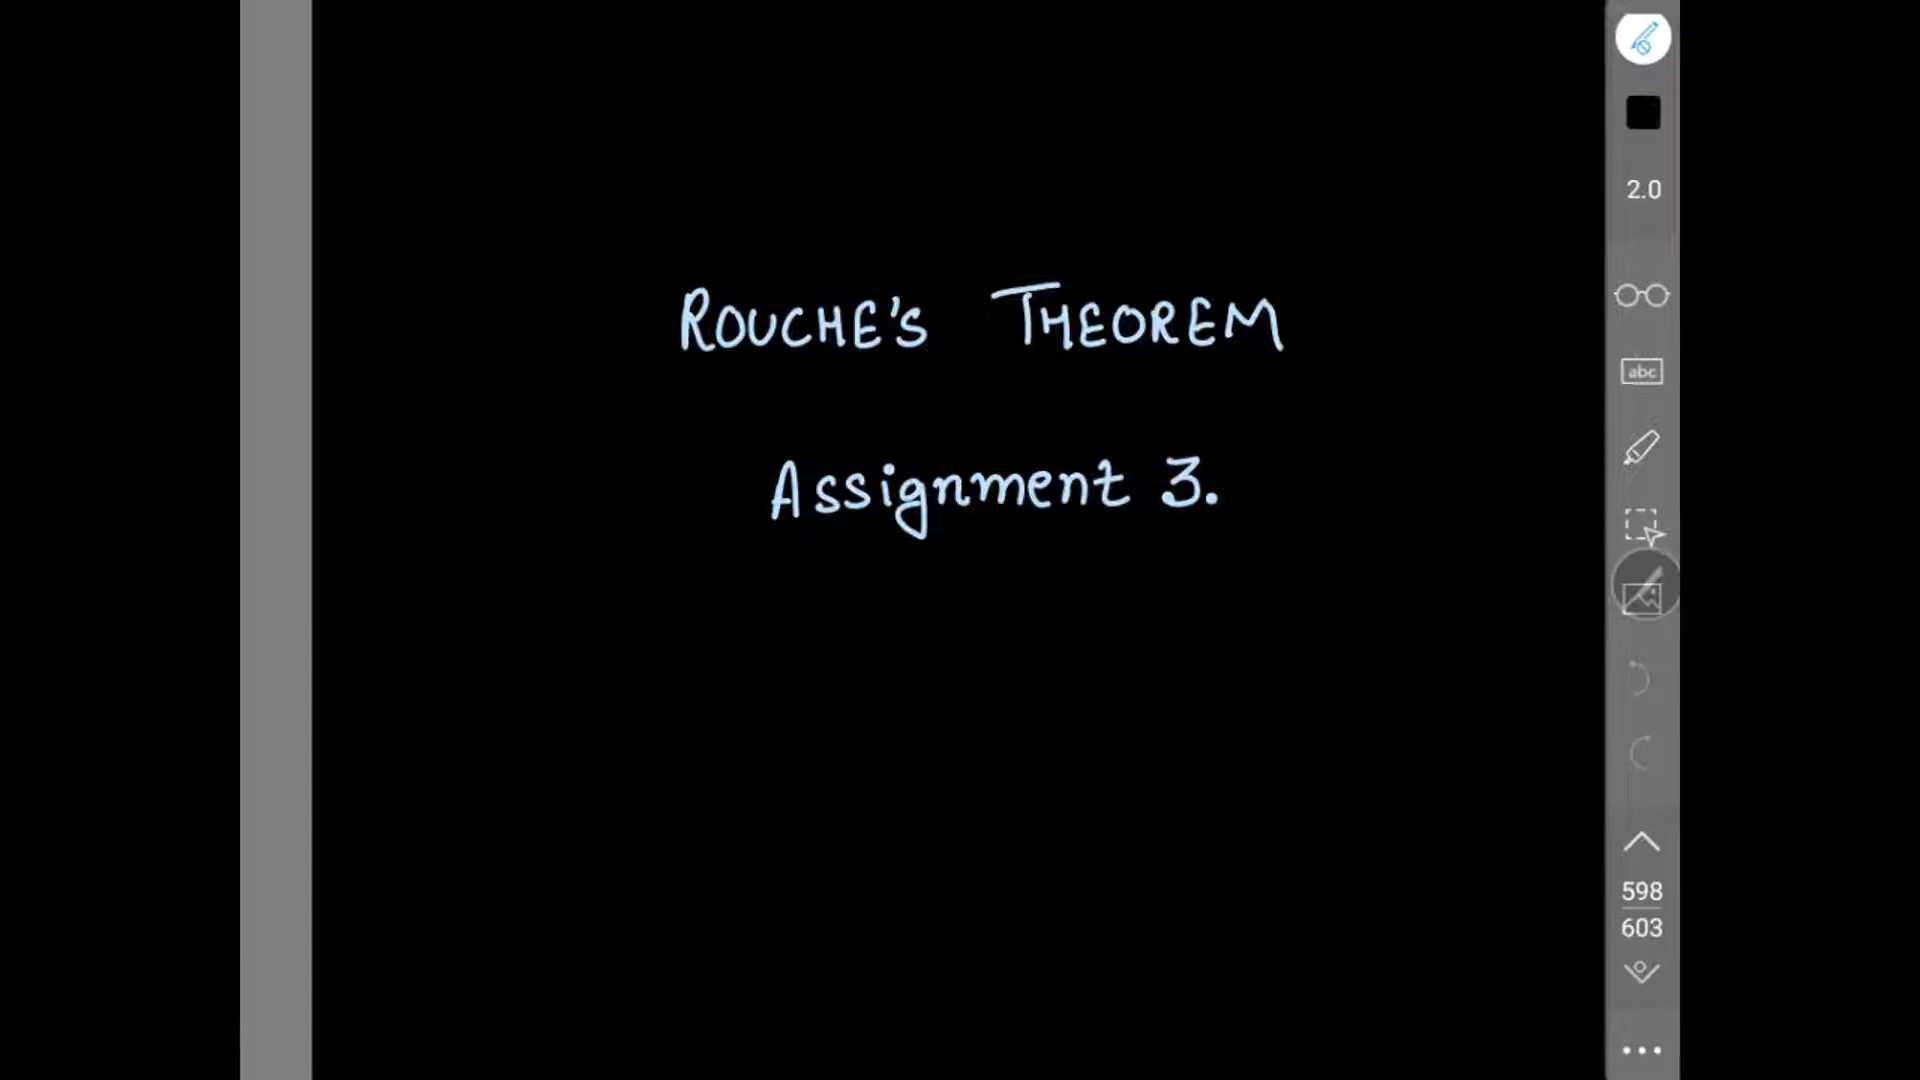 ROUCHE'S THEOREM
Assignment 3.
2.0
abc
598
603